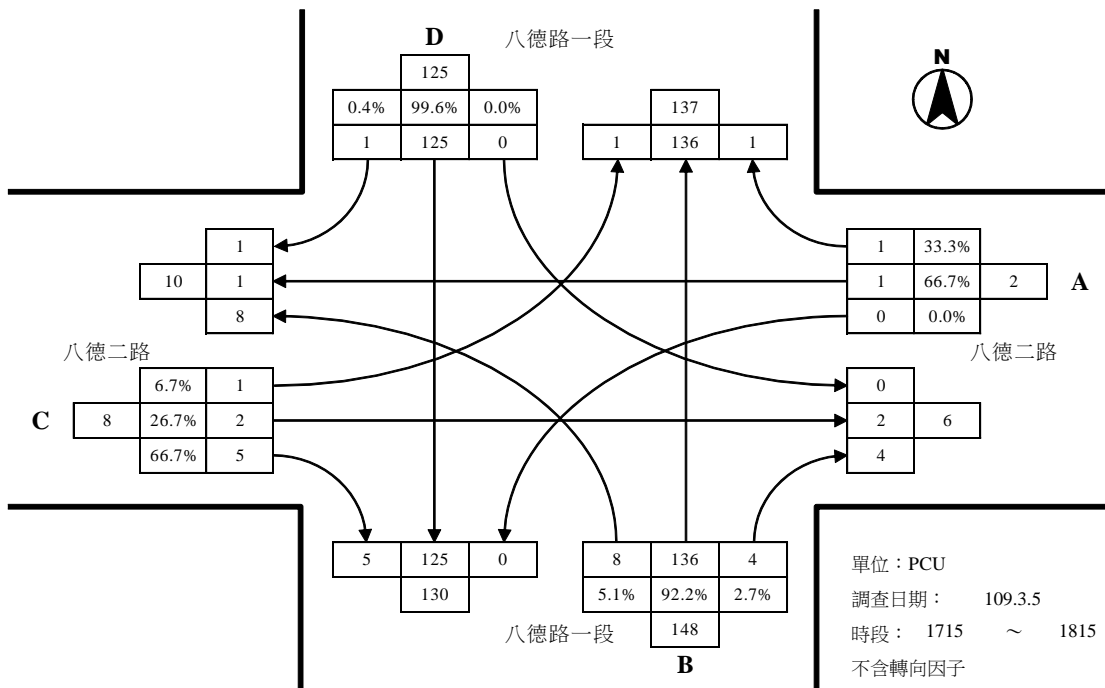 D
八德路一段
N
125
0.4% 99.6% 0.0%
1 125 0
137
1 136 1
1
10 1
8
1 33.3%
1 66.7% 2
0 0.0%
A
八德二路
八德二路
6.7% 1
C
8 26.7% 2
66.7% 5
0
2 6
4
5 125 0
130
8 136 4
5.1% 92.2% 2.7%
148
八德路一段
B
單位：PCU
調查日期： 109.3.5
時段： 1715 ～ 1815
不含轉向因子